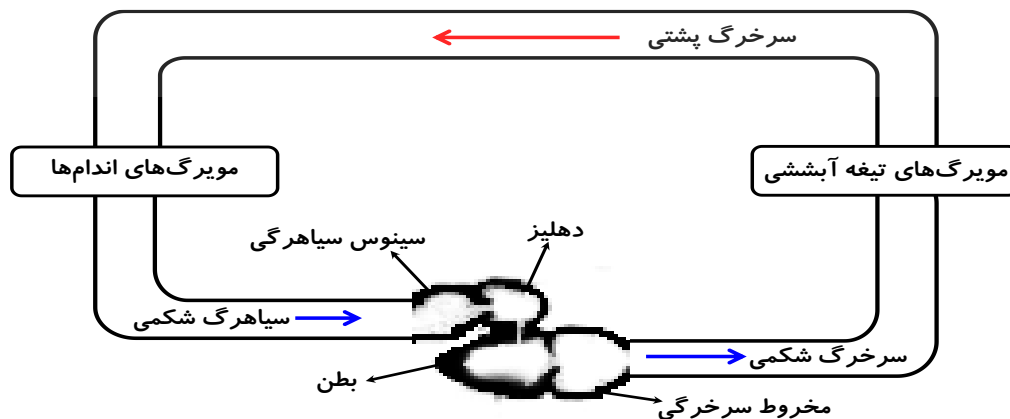 سرخرگ پشتی
مویرگ‌های اندام‌ها
مویرگ‌های تیغه آبششی
دهلیز
سینوس سیاهرگی
سیاهرگ شکمی
سرخرگ شکمی
بطن
مخروط سرخرگی